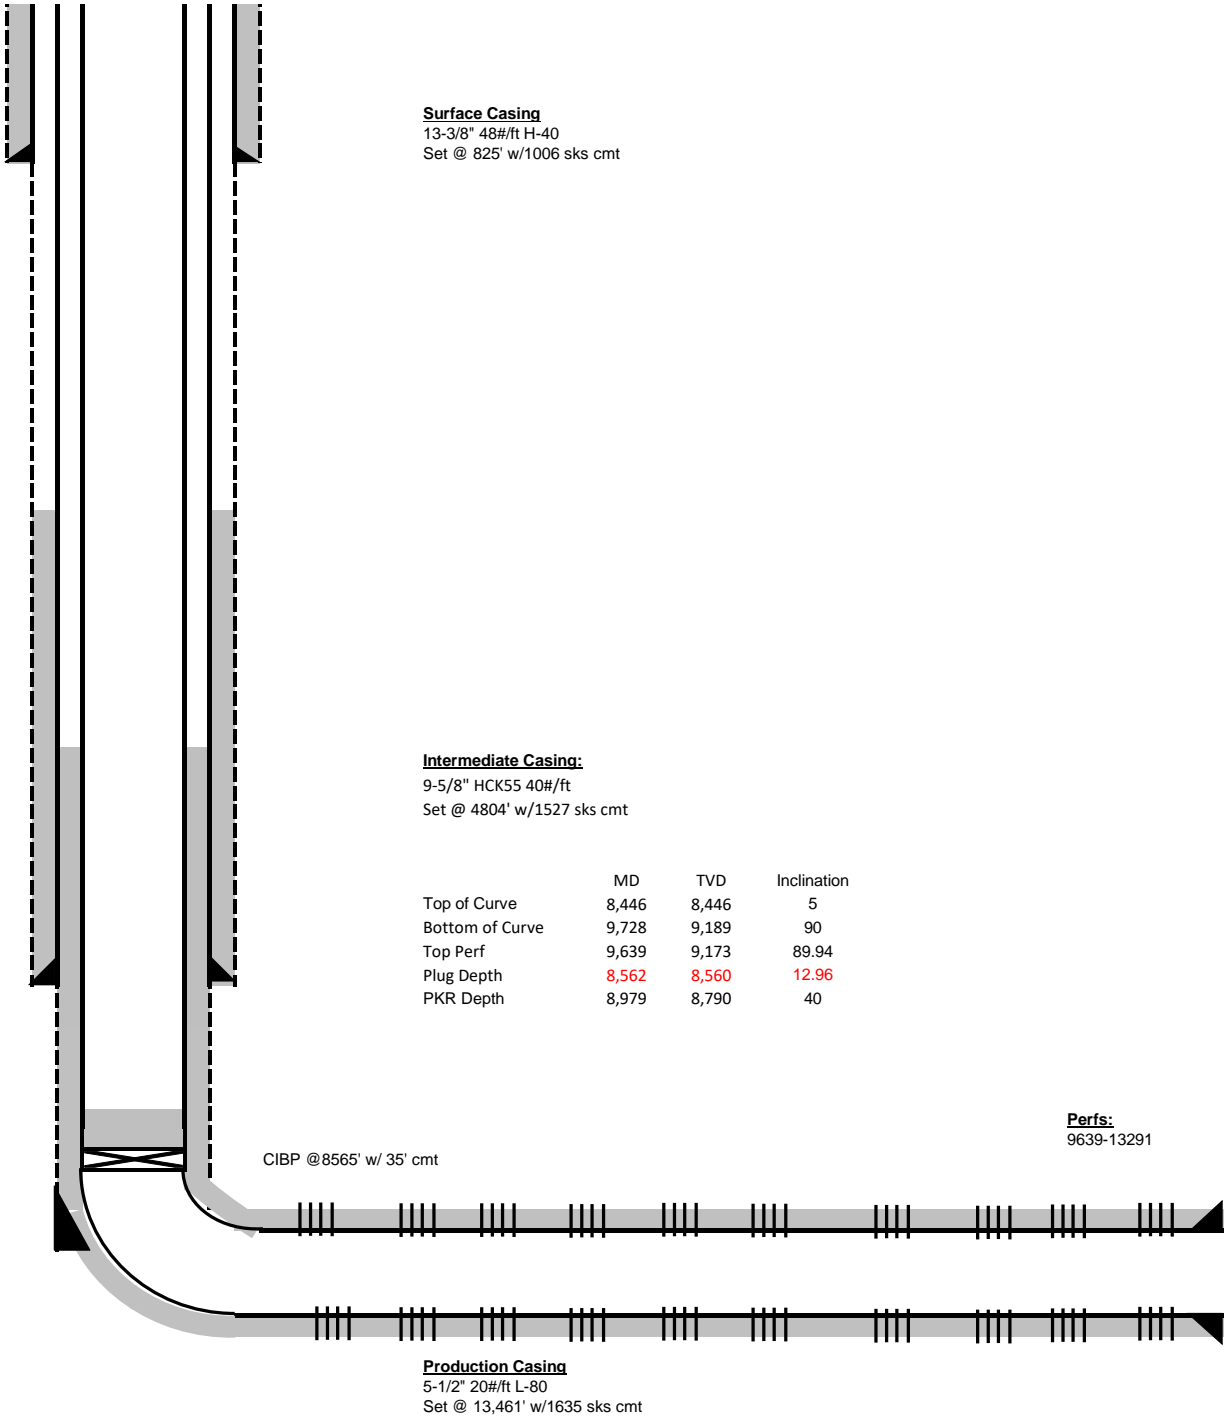 Surface Casing
13-3/8" 48#/ft H-40
Set @ 825' w/1006 sks cmt
Intermediate Casing:
9-5/8" HCK55 40#/ft
Set @ 4804' w/1527 sks cmt
MD TVD Inclination
Top of Curve 8,446 8,446 5
Bottom of Curve 9,728 9,189 90
Top Perf 9,639 9,173 89.94
Plug Depth 8,562 8,560 12.96
PKR Depth 8,979 8,790 40
Perfs:
9639-13291
CIBP @8565' w/ 35' cmt
Production Casing
5-1/2" 20#/ft L-80
Set @ 13,461' w/1635 sks cmt